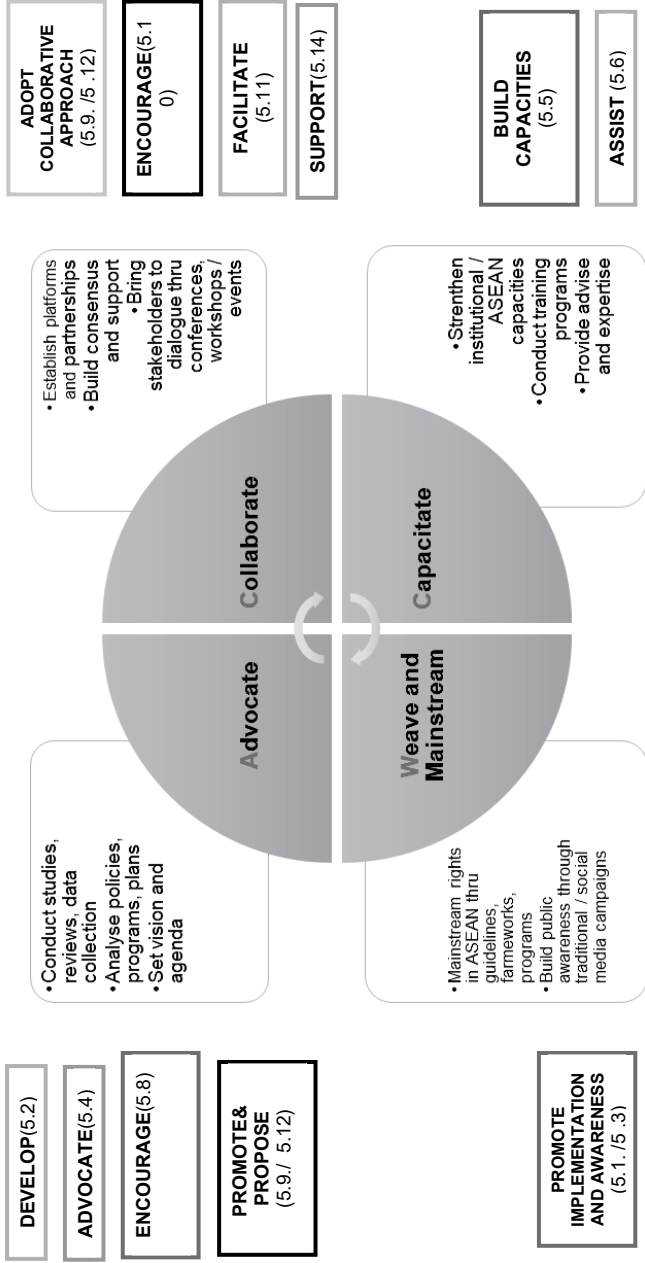 DEVELOP(5.2)
ADVOCATE(5.4)
ENCOURAGE(5.8)
PROMOTE&
PROPOSE
(5.9./ 5.12)
• Conduct studies,
reviews, data
collection
• Analyse policies,
programs, plans
• Set vision and
agenda
Advocate
Collaborate
• Establish platforms
and partnerships
• Build consensus
and support
• Bring
stakeholders to
dialogue thru
conferences,
workshops /
events
ADOPT
COLLABORATIVE
APPROACH
(5.9. /5 .12)
ENCOURAGE(5.1
0)
FACILITATE
(5.11)
SUPPORT(5.14)
PROMOTE
IMPLEMENTATION
AND AWARENESS
(5.1. /5 .3)
• Mainstream rights
in ASEAN thru
guidelines,
farmeworks,
programs
• Build public
awareness through
traditional / social
media campaigns
Weave and
Mainstream
Capacitate
• Strenthen
institutional /
ASEAN
capacities
• Conduct training
programs
• Provide advise
and expertise
BUILD
CAPACITIES
(5.5)
ASSIST (5.6)